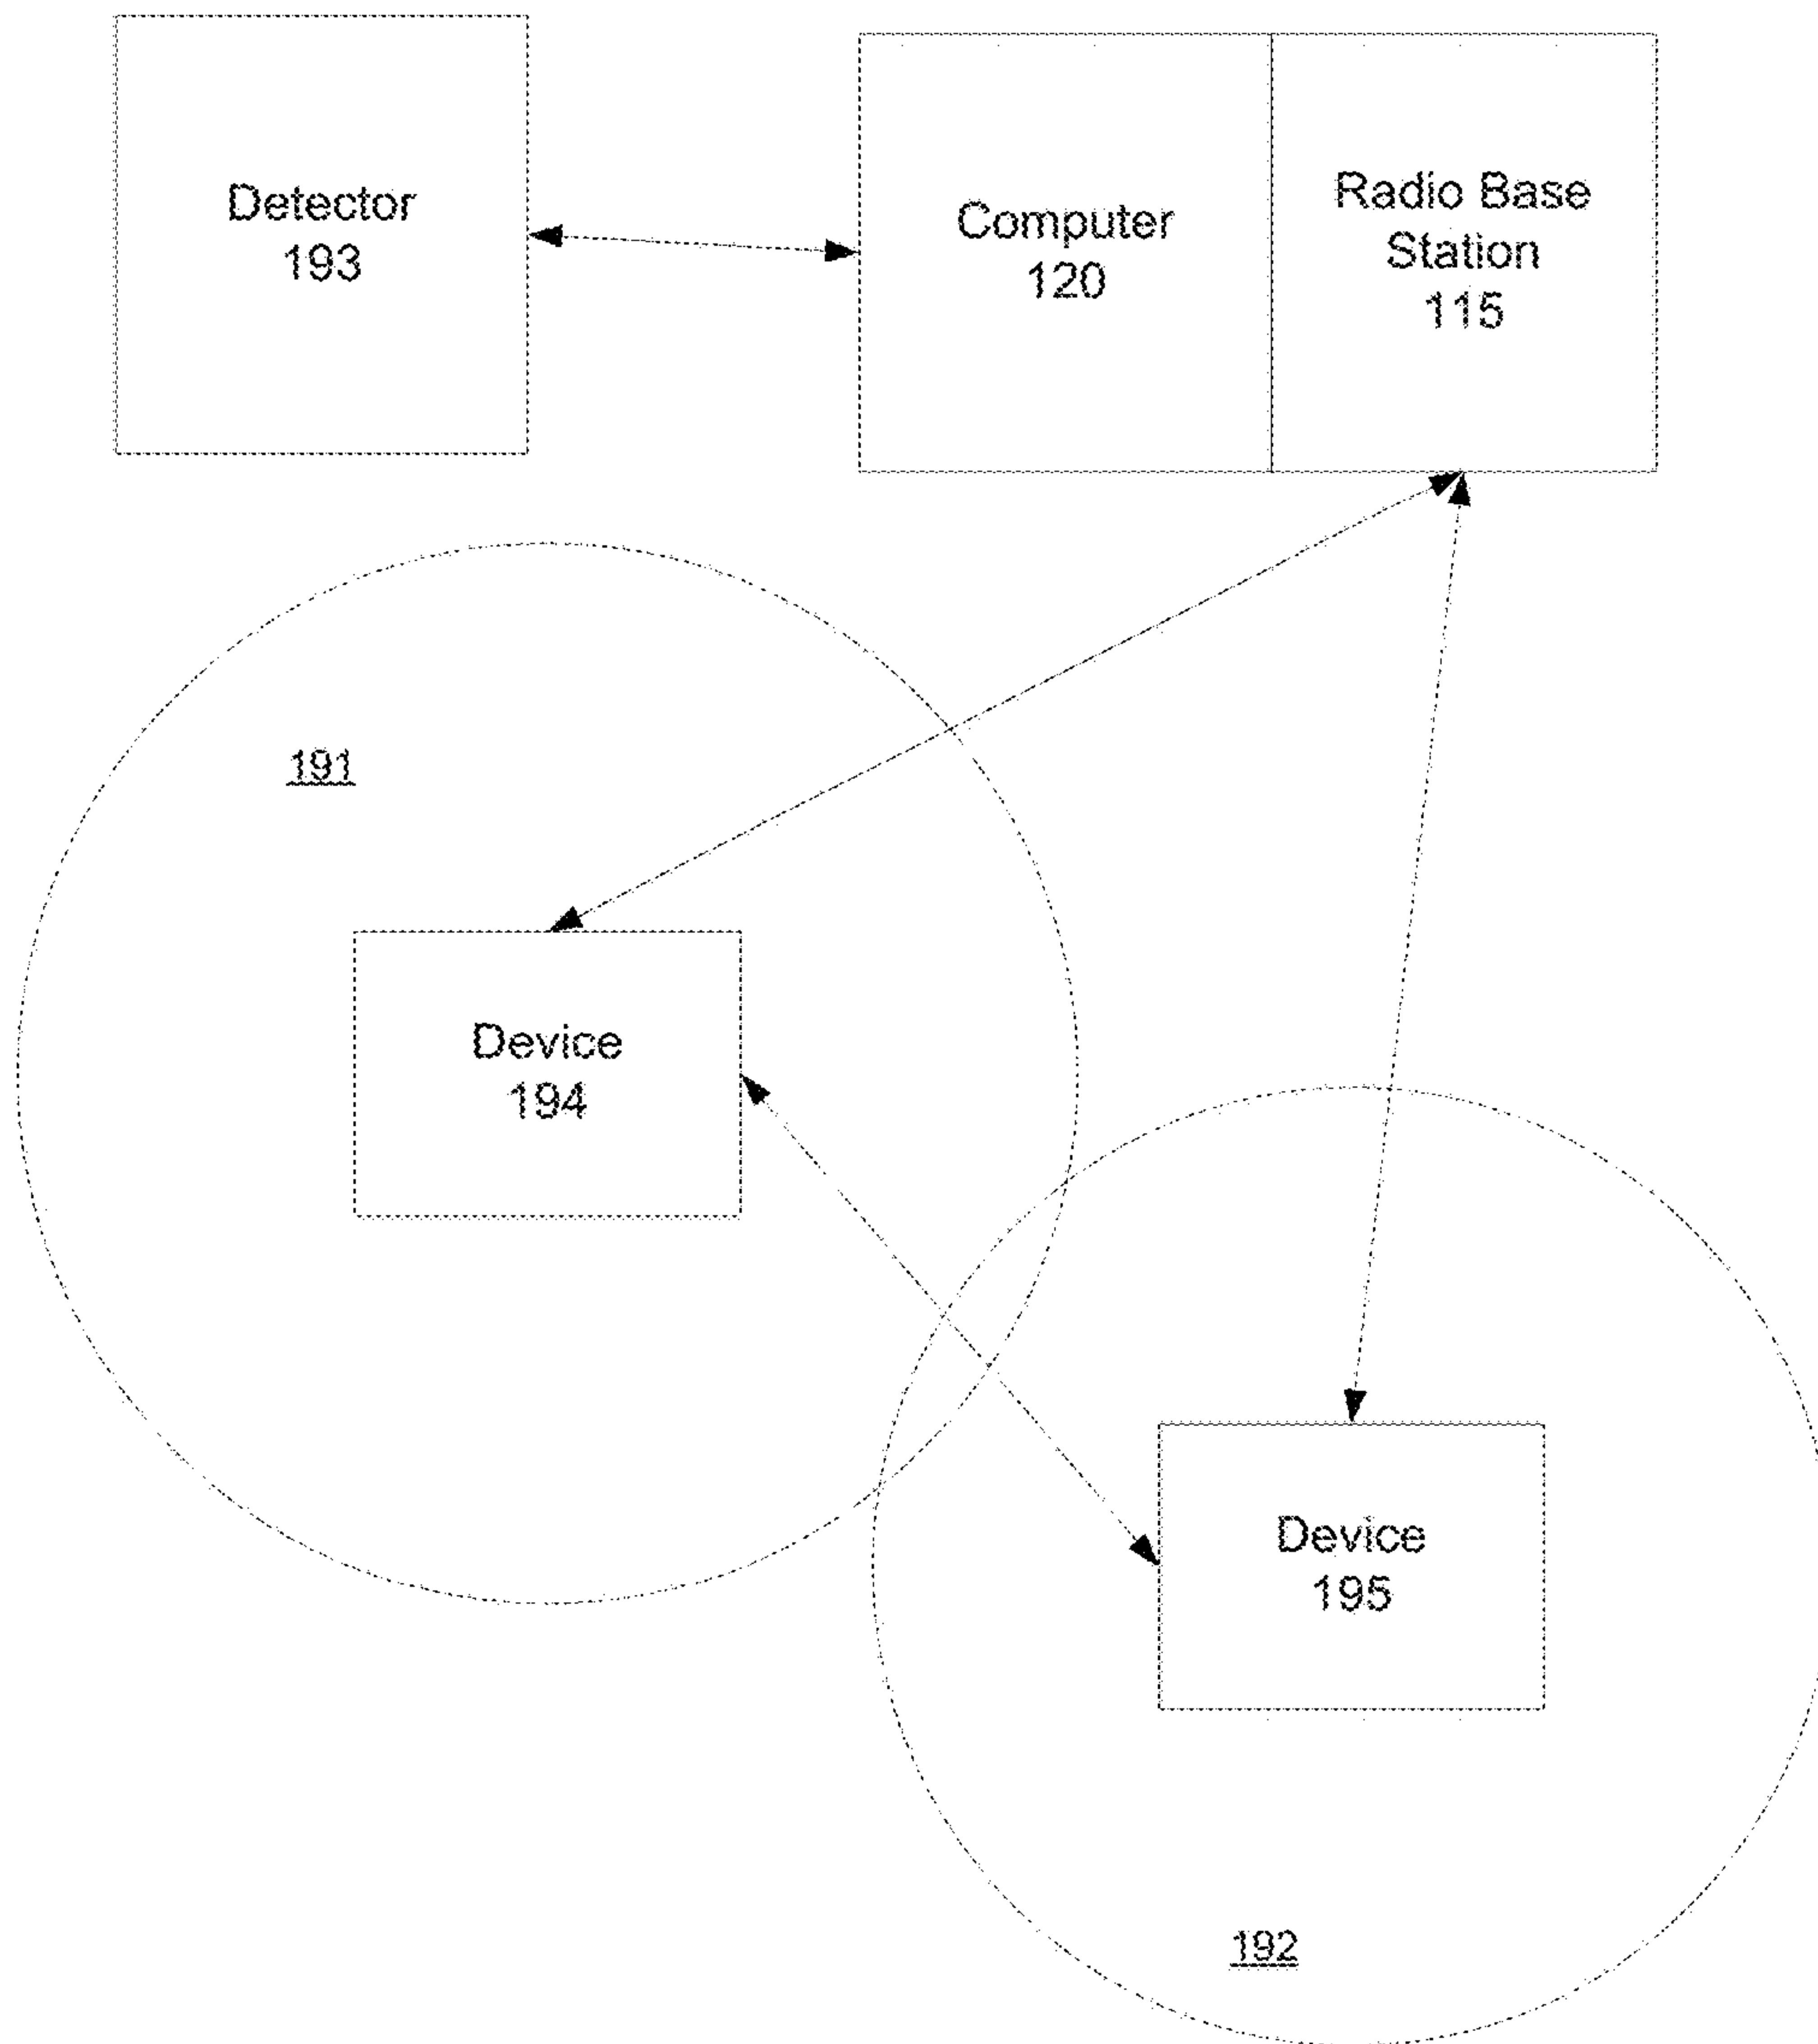 Detector
193
Computer
120
Radio Base
Station
115
191
Device
194
Device
195
192